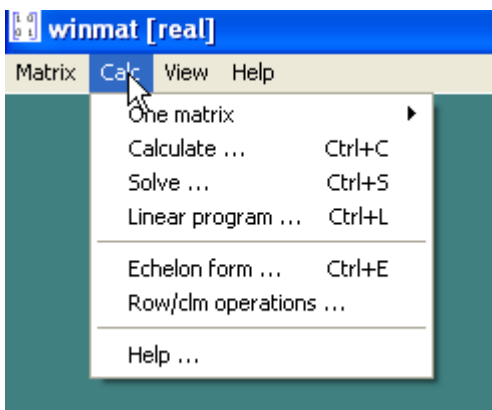 winmat [real]
Matrix Calc View Help
One matrix
Calculate ... Ctrl+C
Solve ... Ctrl+S
Linear program ... Ctrl+L
Echelon form ... Ctrl+E
Row/clm operations ...
Help ...